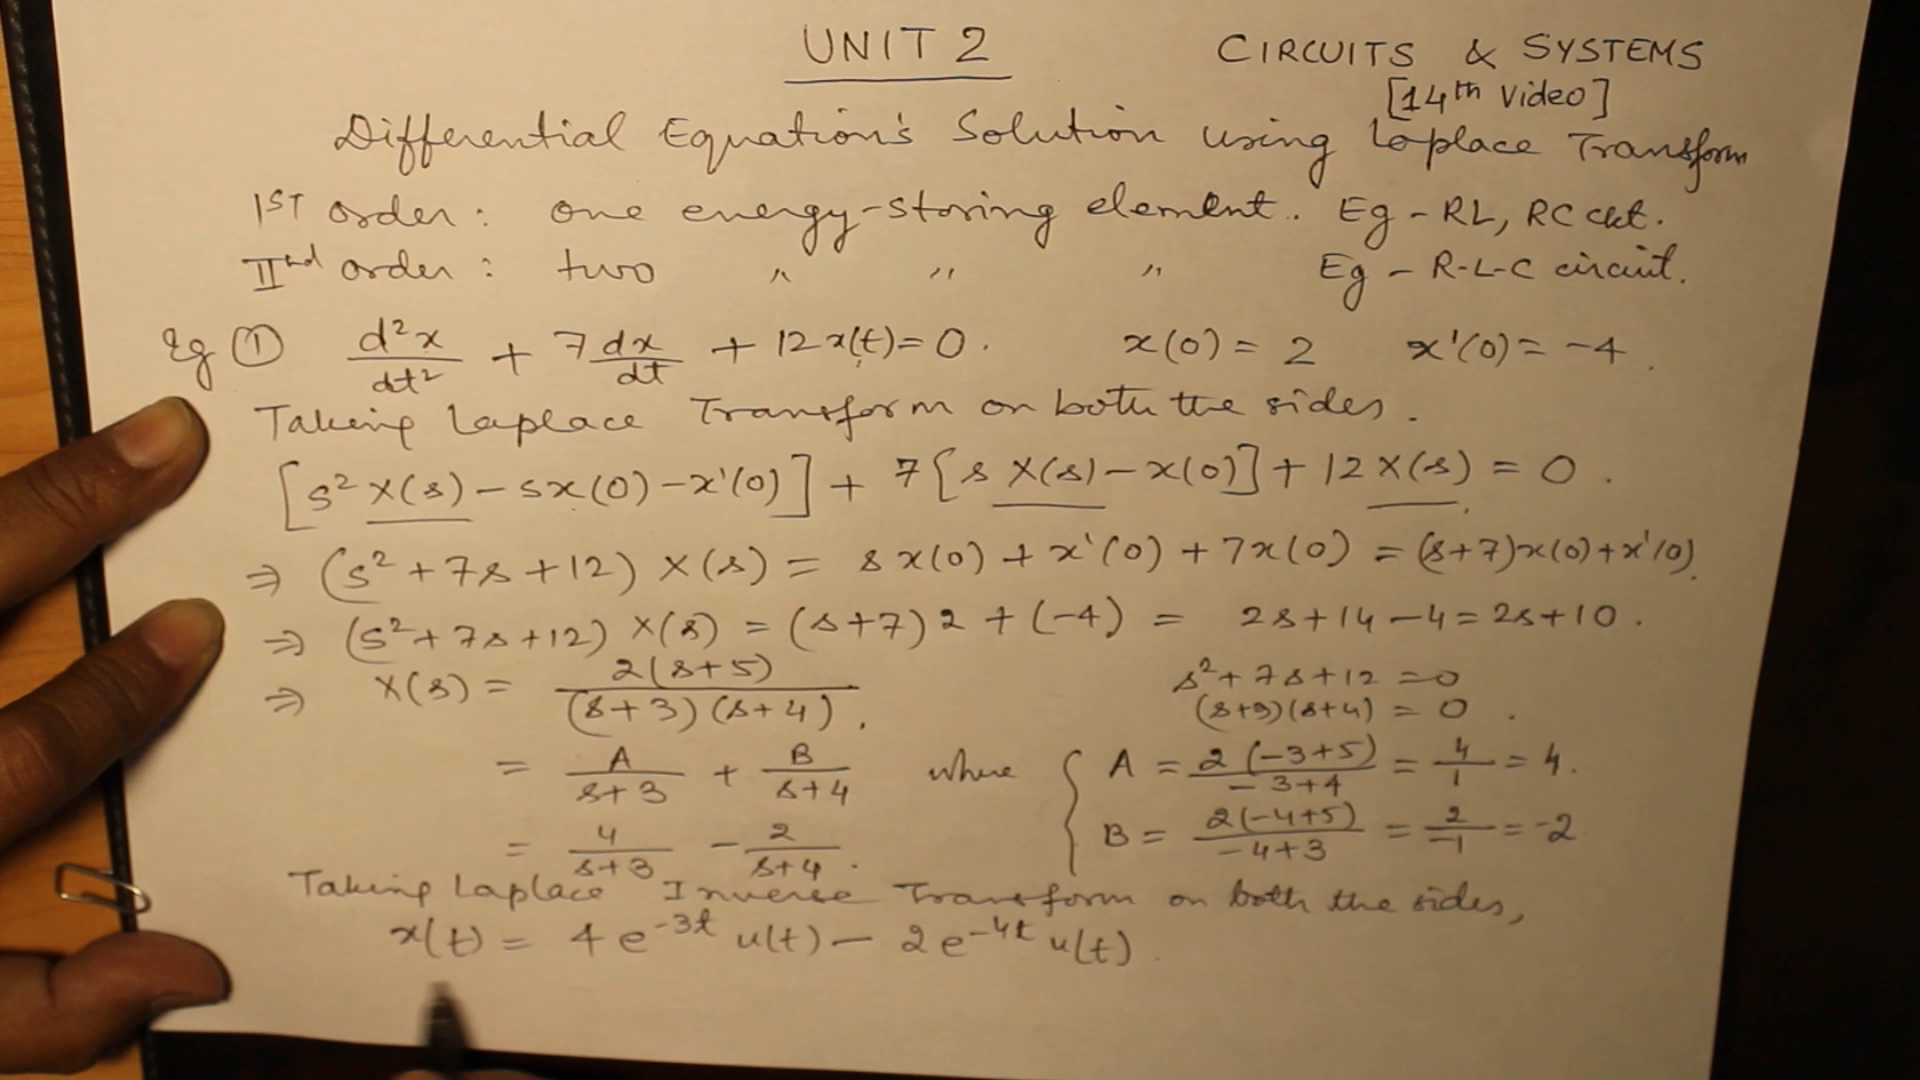 UNIT 2
CIRCUITS & SYSTEMS
[14th Video]
Differential Equation's Solution using Laplace Transform
1ST order : one energy-storing element. Eg - RL, RC ckt.
IInd order : two " " " Eg - R-L-C circuit.
Eg ① d²x/dt² + 7 dx/dt + 12x(t) = 0. x(0) = 2 x'(0) = -4.
Taking Laplace Transform on both the sides.
[s² X(s) - sx(0) - x'(0)] + 7[s X(s) - x(0)] + 12 X(s) = 0.
⇒ (s² + 7s + 12) X(s) = s x(0) + x'(0) + 7x(0) = (s+7)x(0) + x'(0).
⇒ (s² + 7s + 12) X(s) = (s+7) 2 + (-4) = 2s + 14 - 4 = 2s + 10.
⇒ X(s) = 2(s+5)/(s+3)(s+4).
s² + 7s + 12 = 0
(s+3)(s+4) = 0.
= A/s+3 + B/s+4 where { A = 2(-3+5)/-3+4 = 4/1 = 4.
B = 2(-4+5)/-4+3 = 2/-1 = -2
= 4/s+3 - 2/s+4.
Taking Laplace Inverse Transform on both the sides,
x(t) = 4 e^-3t u(t) - 2e^-4t u(t).